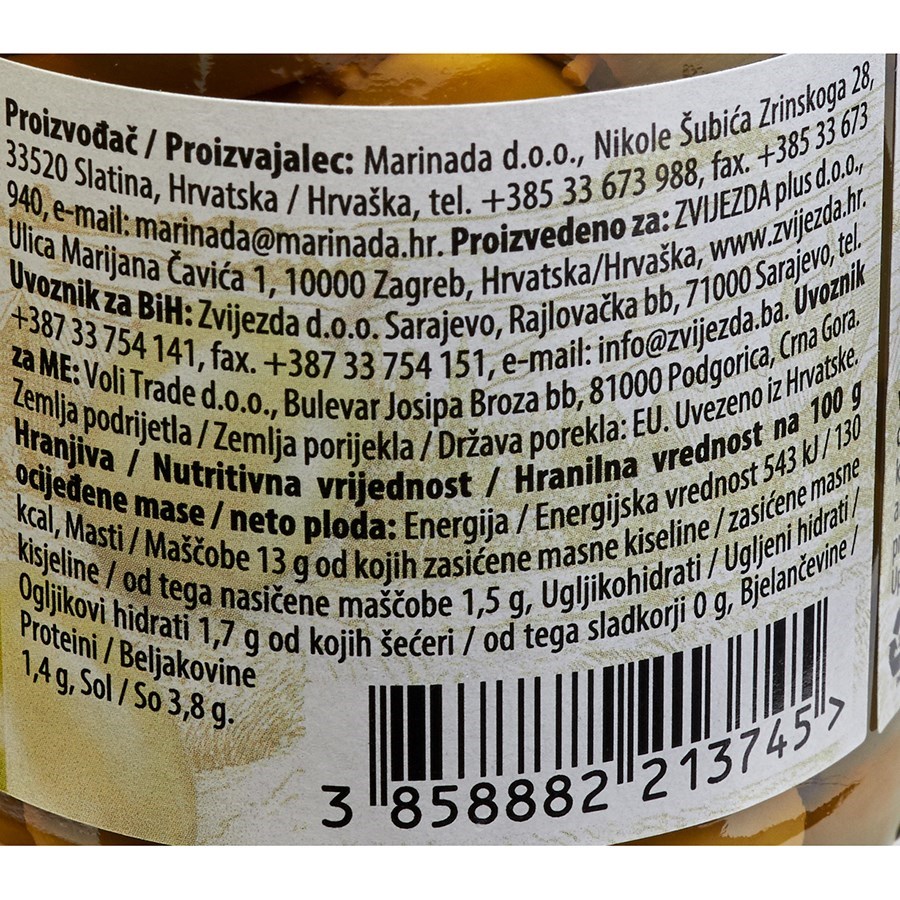 Proizvođač / Proizvajalec: Marinada d.o.o., Nikole Šubića Zrinskoga 28,
33520 Slatina, Hrvatska / Hrvaška, tel. +385 33 673 988, fax. +385 33 673
940, e-mail: marinada@marinada.hr. Proizvedeno za: ZVIJEZDA plus d.o.o.,
Ulica Marijana Čavića 1, 10000 Zagreb, Hrvatska/Hrvaška, www.zvijezda.hr.
Uvoznik za BiH: Zvijezda d.o.o. Sarajevo, Rajlovačka bb, 71000 Sarajevo, tel.
+387 33 754 141, fax. +387 33 754 151, e-mail: info@zvijezda.ba. Uvoznik
za ME: Voli Trade d.o.o., Bulevar Josipa Broza bb, 81000 Podgorica, Crna Gora.
Zemlja podrijetla / Zemlja porijekla / Država porekla: EU. Uvezeno iz Hrvatske.
Hranjiva / Nutritivna vrijednost / Hranilna vrednost na 100 g
ocijeđene mase / neto ploda: Energija / Energijska vrednost 543 kJ / 130
kcal, Masti / Maščobe 13 g od kojih zasićene masne kiseline / zasićene masne
kisjeline / od tega nasičene maščobe 1,5 g, Ugljikohidrati / Ugljeni hidrati /
Ogljikovi hidrati 1,7 g od kojih šećeri / od tega sladkorji 0 g, Bjelančevine /
Proteini / Beljakovine
1,4 g, Sol / So 3,8 g.
3 858882 213745 >